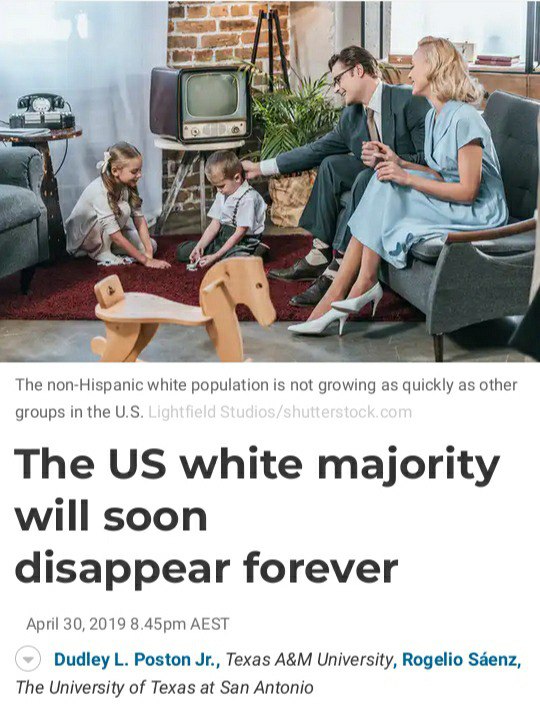 The non-Hispanic white population is not growing as quickly as other
groups in the U.S. Lightfield Studios/shutterstock.com
The US white majority
will soon
disappear forever
April 30, 2019 8.45pm AEST
Dudley L. Poston Jr., Texas A&M University, Rogelio Sáenz,
The University of Texas at San Antonio